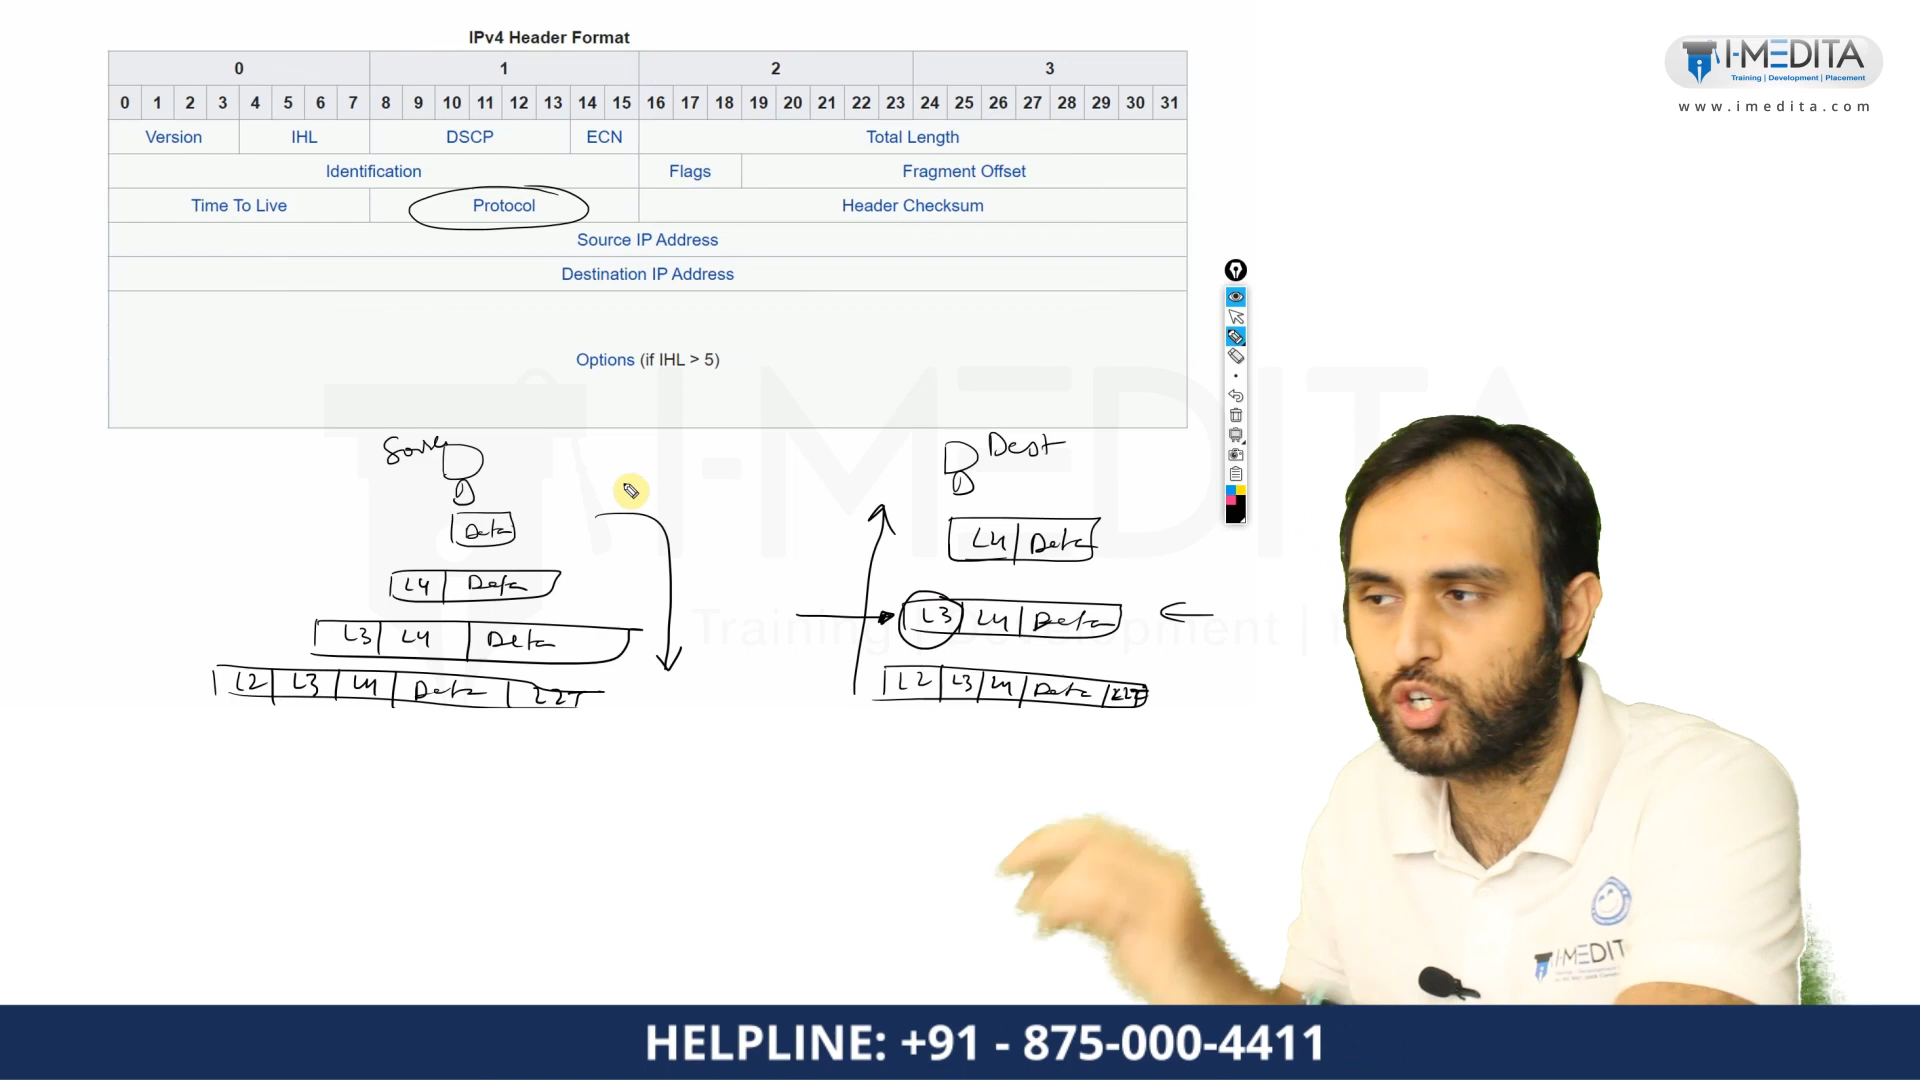 IPv4 Header Format
0 1 2 3
0 1 2 3 4 5 6 7 8 9 10 11 12 13 14 15 16 17 18 19 20 21 22 23 24 25 26 27 28 29 30 31
Version IHL DSCP ECN Total Length
Identification Flags Fragment Offset
Time To Live Protocol Header Checksum
Source IP Address
Destination IP Address
Options (if IHL > 5)
I-MEDITA
Training | Development | Placement
www.imedita.com
I-MEDITA
Dest
Data
L4 Data
L3 L4 Data
L2 L3 L4 Data L2T
L4 Data
L3 L4 Data
L2 L3 L4 Data L2T
I-MEDIT
HELPLINE: +91 - 875-000-4411